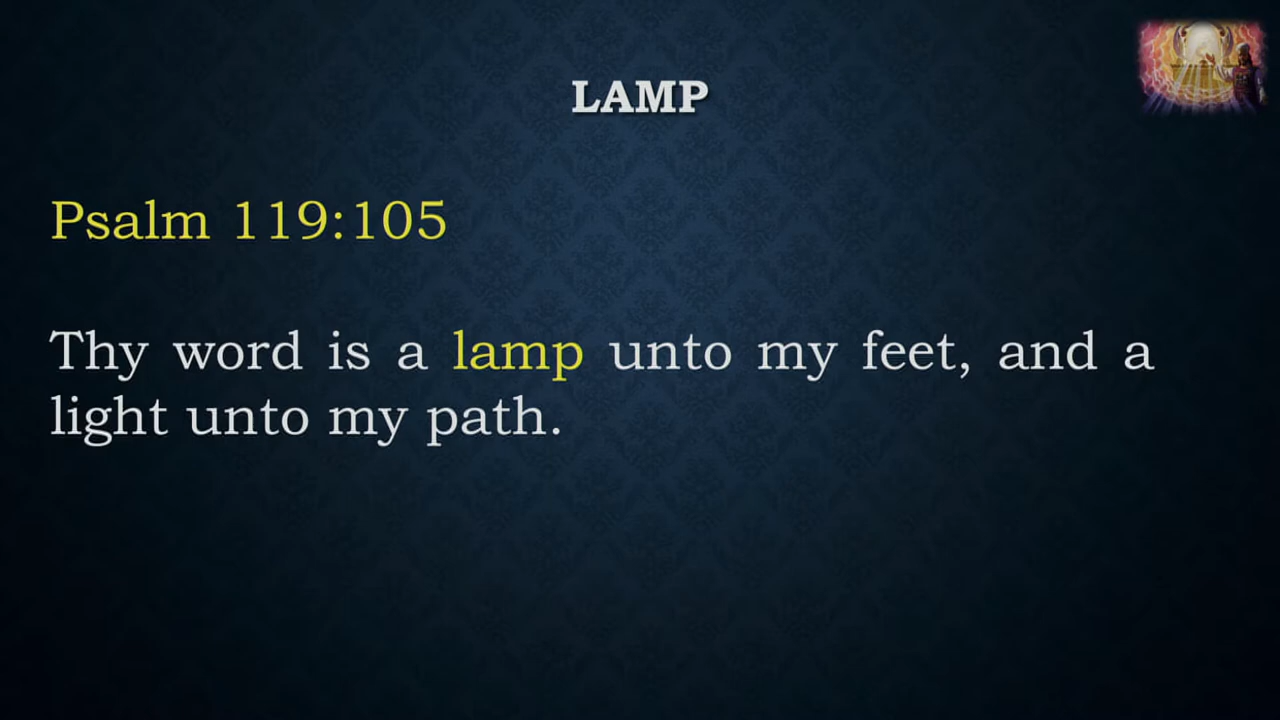 LAMP
Psalm 119:105
Thy word is a lamp unto my feet, and a
light unto my path.